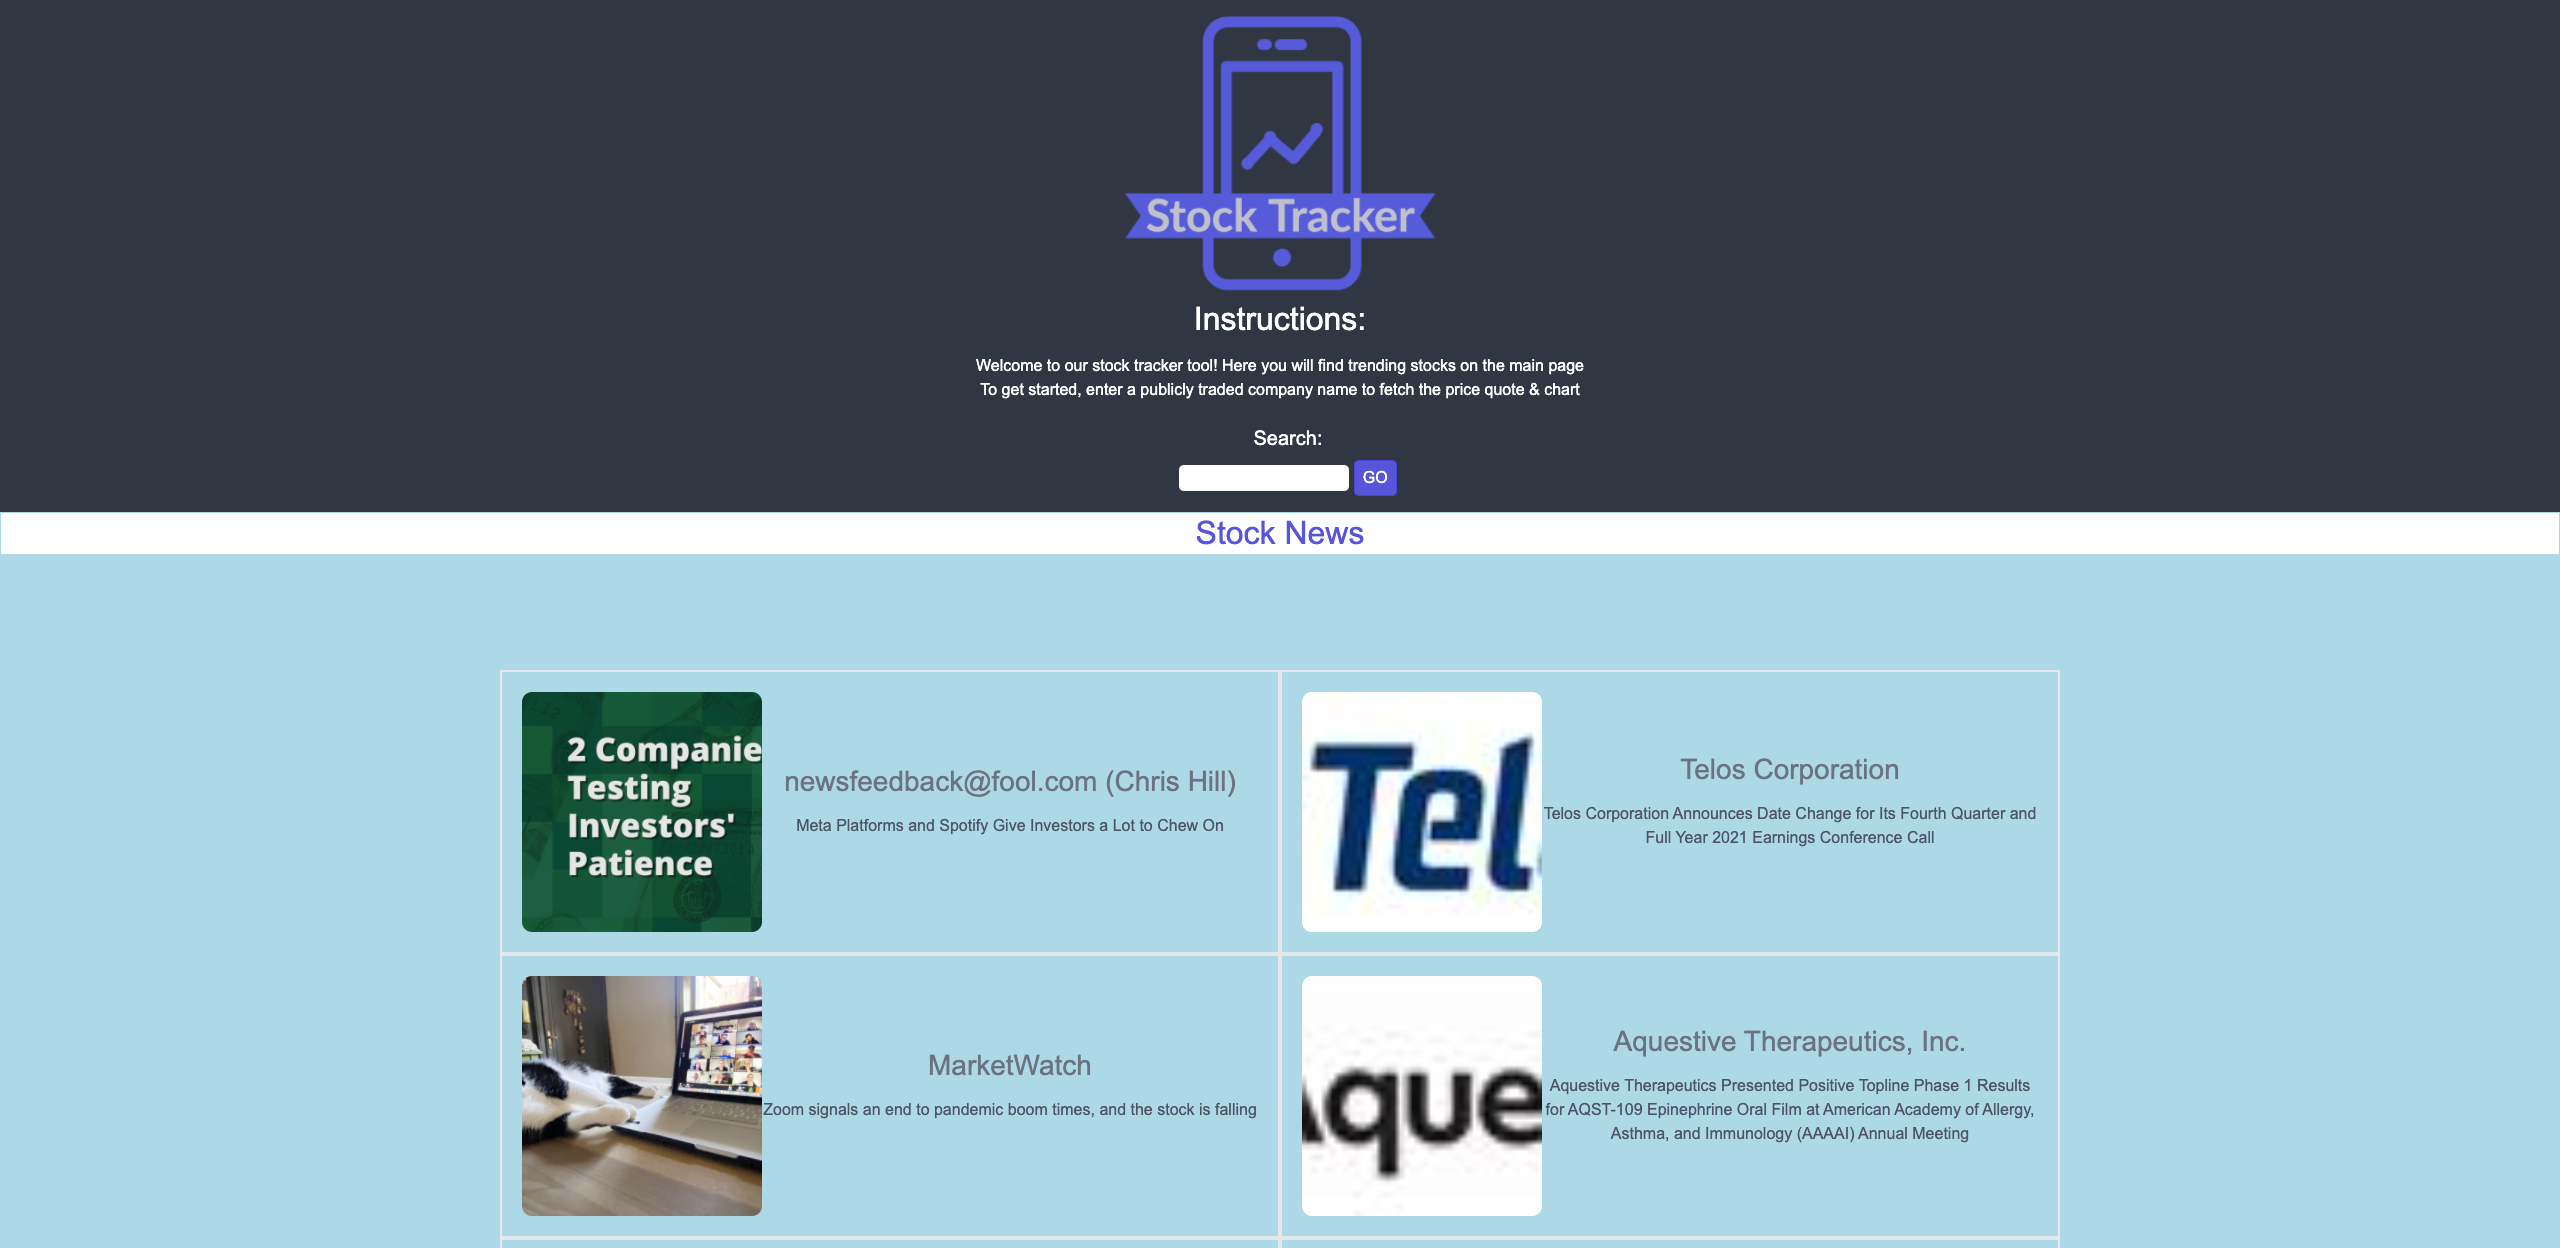 Stock Tracker
Instructions:
Welcome to our stock tracker tool! Here you will find trending stocks on the main page
To get started, enter a publicly traded company name to fetch the price quote & chart
Search:
GO
Stock News
2 Companie
Testing
Investors'
Patience
newsfeedback@fool.com (Chris Hill)
Meta Platforms and Spotify Give Investors a Lot to Chew On
Tel
Telos Corporation
Telos Corporation Announces Date Change for Its Fourth Quarter and
Full Year 2021 Earnings Conference Call
MarketWatch
Zoom signals an end to pandemic boom times, and the stock is falling
Aque
Aquestive Therapeutics, Inc.
Aquestive Therapeutics Presented Positive Topline Phase 1 Results
for AQST-109 Epinephrine Oral Film at American Academy of Allergy,
Asthma, and Immunology (AAAAI) Annual Meeting